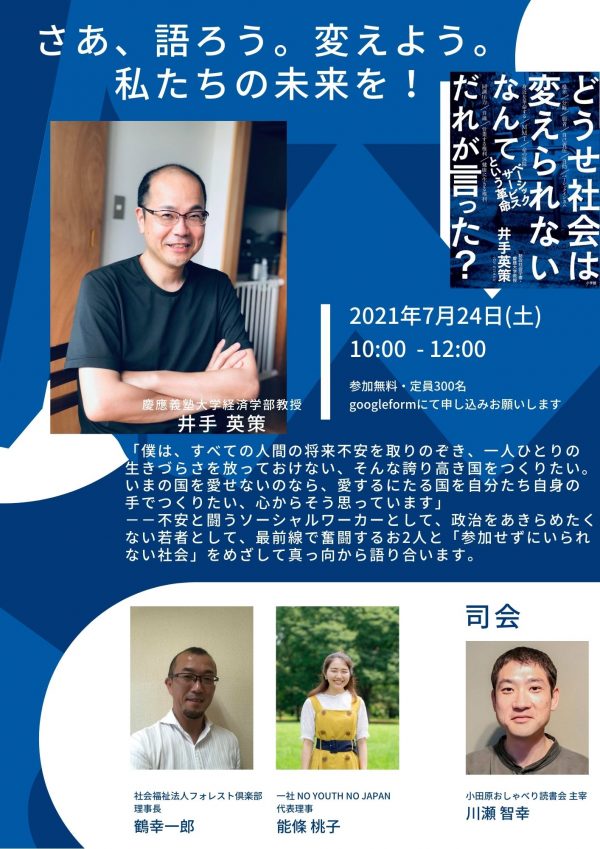 さあ、語ろう。変えよう。
私たちの未来を！
どうせ社会は
変えられない
なんて
だれが言った？
ベーシック
サービス
という革命
井手英策
小学館
2021年7月24日(土)
10:00 - 12:00
参加無料・定員300名
googleformにて申し込みお願いします
慶應義塾大学経済学部教授
井手 英策
「僕は、すべての人間の将来不安を取りのぞき、一人ひとりの
生きづらさを放っておけない、そんな誇り高き国をつくりたい。
いまの国を愛せないのなら、愛するにたる国を自分たち自身の
手でつくりたい、心からそう思っています」
－－不安と闘うソーシャルワーカーとして、政治をあきらめたく
ない若者として、最前線で奮闘するお2人と「参加せずにいられ
ない社会」をめざして真っ向から語り合います。
司会
社会福祉法人フォレスト倶楽部
理事長
鶴幸一郎
一社 NO YOUTH NO JAPAN
代表理事
能條 桃子
小田原おしゃべり読書会 主宰
川瀬 智幸